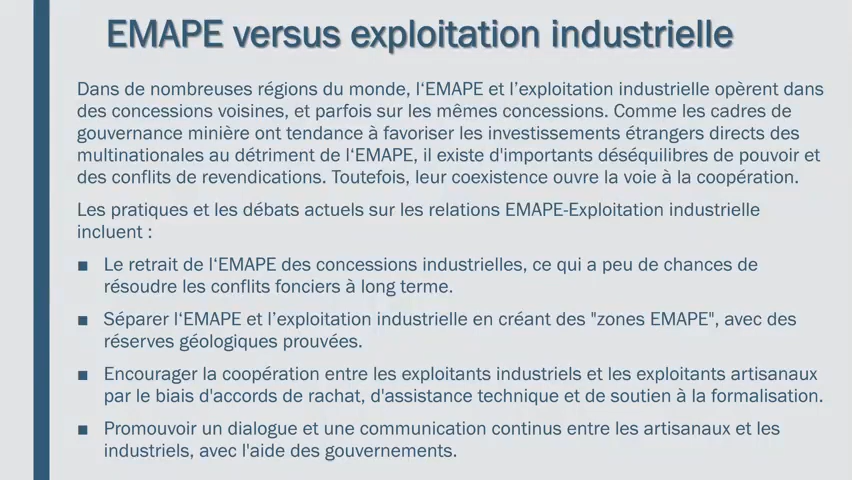 EMAPE versus exploitation industrielle
Dans de nombreuses régions du monde, l‘EMAPE et l’exploitation industrielle opèrent dans
des concessions voisines, et parfois sur les mêmes concessions. Comme les cadres de
gouvernance minière ont tendance à favoriser les investissements étrangers directs des
multinationales au détriment de l‘EMAPE, il existe d'importants déséquilibres de pouvoir et
des conflits de revendications. Toutefois, leur coexistence ouvre la voie à la coopération.
Les pratiques et les débats actuels sur les relations EMAPE-Exploitation industrielle
incluent :
■ Le retrait de l‘EMAPE des concessions industrielles, ce qui a peu de chances de
résoudre les conflits fonciers à long terme.
■ Séparer l‘EMAPE et l’exploitation industrielle en créant des "zones EMAPE", avec des
réserves géologiques prouvées.
■ Encourager la coopération entre les exploitants industriels et les exploitants artisanaux
par le biais d'accords de rachat, d'assistance technique et de soutien à la formalisation.
■ Promouvoir un dialogue et une communication continus entre les artisanaux et les
industriels, avec l'aide des gouvernements.